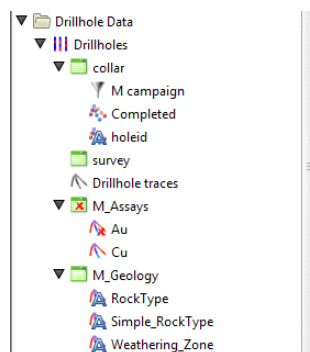 Drillhole Data
Drillholes
collar
M campaign
Completed
holeid
survey
Drillhole traces
M_Assays
Au
Cu
M_Geology
RockType
Simple_RockType
Weathering_Zone